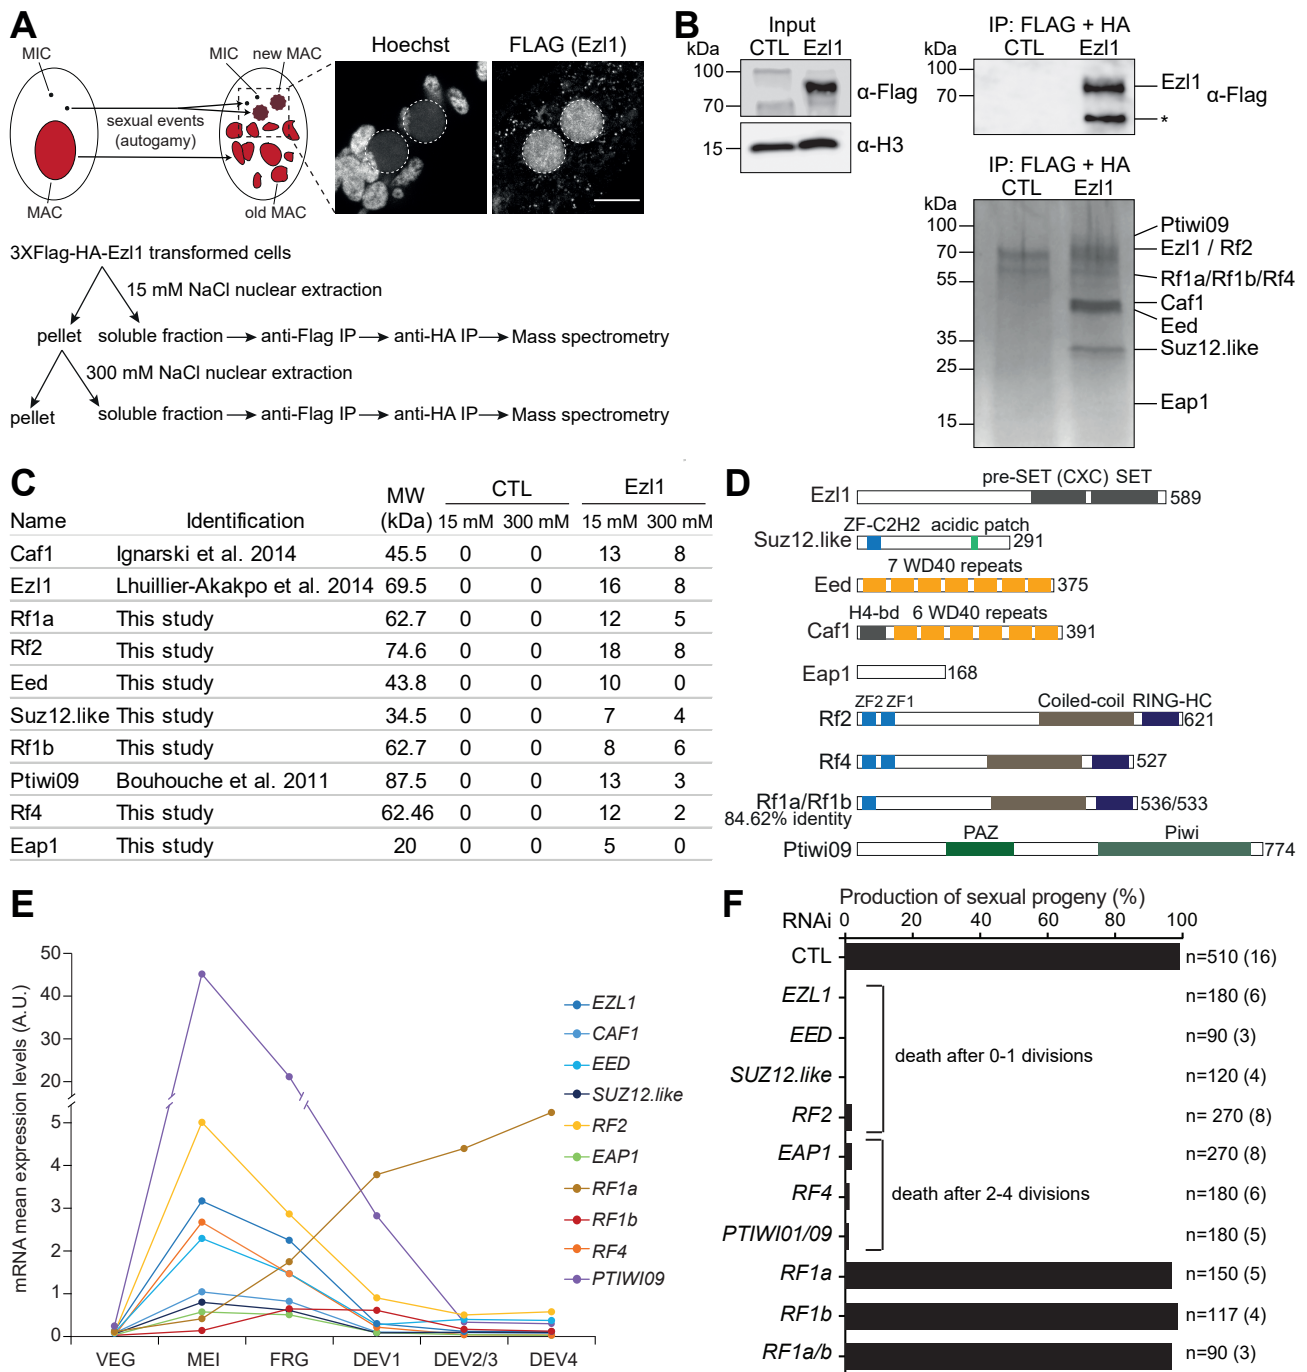 A
MIC
MIC
new MAC
sexual events
(autogamy)
MAC
old MAC
Hoechst
FLAG (Ezl1)
3XFlag-HA-Ezl1 transformed cells
15 mM NaCl nuclear extraction
pellet soluble fraction anti-Flag IP anti-HA IP Mass spectrometry
300 mM NaCl nuclear extraction
pellet soluble fraction anti-Flag IP anti-HA IP Mass spectrometry
B
Input
kDa CTL Ezl1
100
70
α-Flag
15
α-H3
IP: FLAG + HA
kDa CTL Ezl1
100
70
Ezl1
α-Flag
*
IP: FLAG + HA
CTL Ezl1
kDa
100
70
55
35
25
15
Ptiwi09
Ezl1 / Rf2
Rf1a/Rf1b/Rf4
Caf1
Eed
Suz12.like
Eap1
C
MW CTL Ezl1
Name Identification (kDa) 15 mM 300 mM 15 mM 300 mM
Caf1 Ignarski et al. 2014 45.5 0 0 13 8
Ezl1 Lhuillier-Akakpo et al. 2014 69.5 0 0 16 8
Rf1a This study 62.7 0 0 12 5
Rf2 This study 74.6 0 0 18 8
Eed This study 43.8 0 0 10 0
Suz12.like This study 34.5 0 0 7 4
Rf1b This study 62.7 0 0 8 6
Ptiwi09 Bouhouche et al. 2011 87.5 0 0 13 3
Rf4 This study 62.46 0 0 12 2
Eap1 This study 20 0 0 5 0
D
pre-SET (CXC) SET
Ezl1 589
ZF-C2H2 acidic patch
Suz12.like 291
7 WD40 repeats
Eed 375
H4-bd 6 WD40 repeats
Caf1 391
Eap1 168
ZF2 ZF1 Coiled-coil RING-HC
Rf2 621
Rf4 527
Rf1a/Rf1b 536/533
84.62% identity
PAZ Piwi
Ptiwi09 774
E
mRNA mean expression levels (A.U.)
50
40
30
20
5
4
3
2
1
0
VEG MEI FRG DEV1 DEV2/3 DEV4
EZL1
CAF1
EED
SUZ12.like
RF2
EAP1
RF1a
RF1b
RF4
PTIWI09
F
Production of sexual progeny (%)
RNAi 0 20 40 60 80 100
CTL n=510 (16)
EZL1 n=180 (6)
EED n=90 (3)
death after 0-1 divisions
SUZ12.like n=120 (4)
RF2 n= 270 (8)
EAP1 n=270 (8)
RF4 death after 2-4 divisions n=180 (6)
PTIWI01/09 n=180 (5)
RF1a n=150 (5)
RF1b n=117 (4)
RF1a/b n=90 (3)